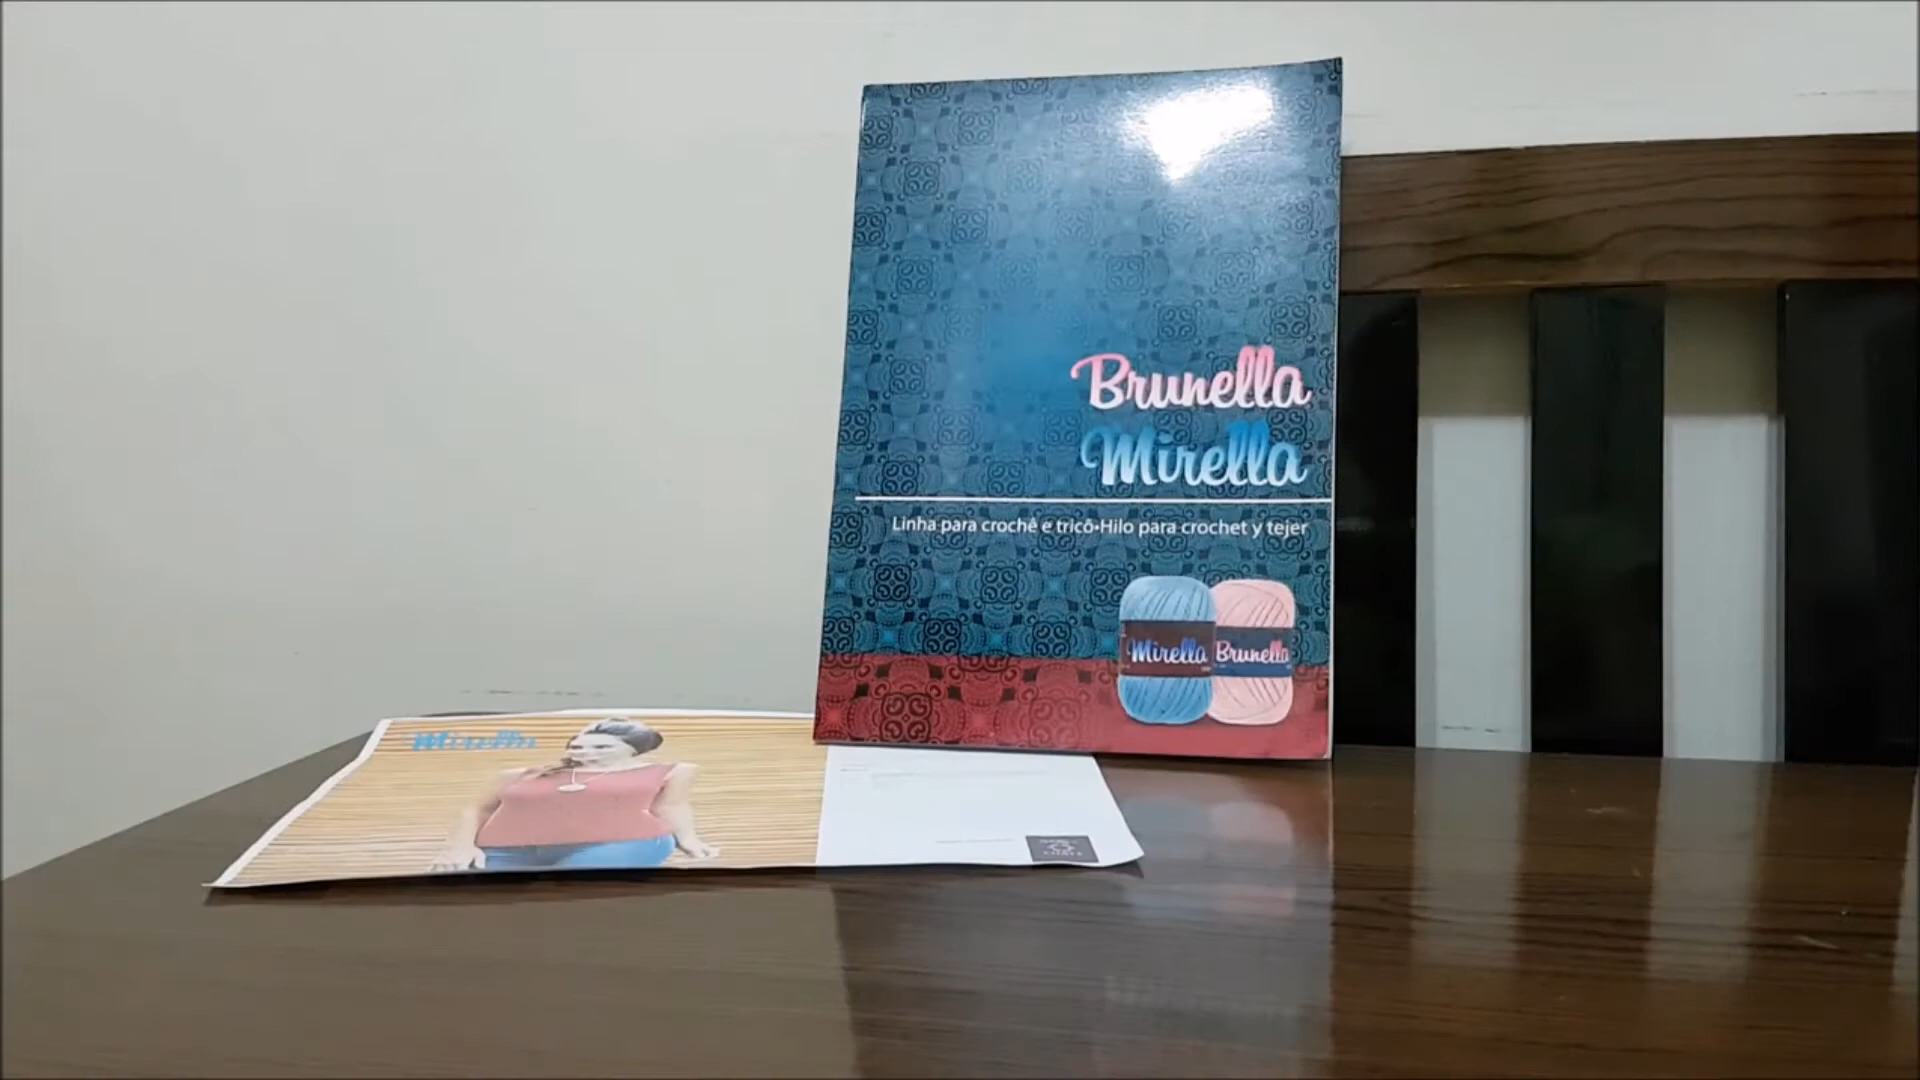 Brunella
Mirella
Linha para crochê e tricô•Hilo para crochet y tejer
Mirella
Brunella
Mirella